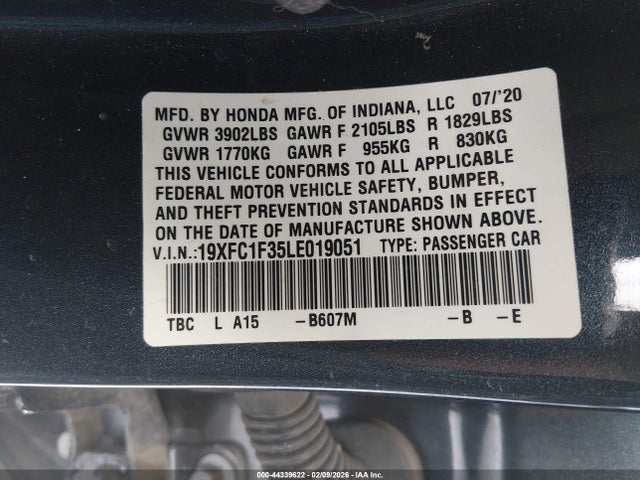 MFD. BY HONDA MFG. OF INDIANA, LLC 07/'20
GVWR 3902LBS GAWR F 2105LBS R 1829LBS
GVWR 1770KG GAWR F 955KG R 830KG
THIS VEHICLE CONFORMS TO ALL APPLICABLE
FEDERAL MOTOR VEHICLE SAFETY, BUMPER,
AND THEFT PREVENTION STANDARDS IN EFFECT
ON THE DATE OF MANUFACTURE SHOWN ABOVE.
V.I.N.:19XFC1F35LE019051 TYPE: PASSENGER CAR
TBC L A15 -B607M -B -E
000-44339622 - 02/09/2026 - IAA Inc.